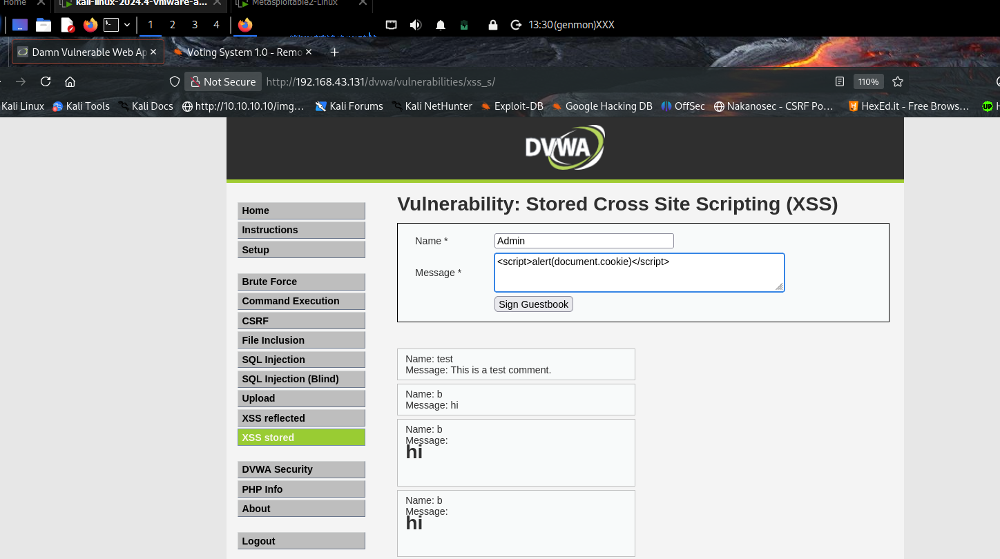 Home
kali-linux-2024.4-vmware-a...
Metasploitable2-Linux
1 2 3 4
13:30(genmon)XXX
Damn Vulnerable Web Ap
Voting System 1.0 - Remo
Not Secure http://192.168.43.131/dvwa/vulnerabilities/xss_s/ 110%
Kali Linux Kali Tools Kali Docs http://10.10.10.10/img... Kali Forums Kali NetHunter Exploit-DB Google Hacking DB OffSec Nakanosec - CSRF Po... HexEd.it - Free Brows...
DVWA
Home
Instructions
Setup
Brute Force
Command Execution
CSRF
File Inclusion
SQL Injection
SQL Injection (Blind)
Upload
XSS reflected
XSS stored
DVWA Security
PHP Info
About
Logout
Vulnerability: Stored Cross Site Scripting (XSS)
Name * Admin
Message * <script>alert(document.cookie)</script>
Sign Guestbook
Name: test
Message: This is a test comment.
Name: b
Message: hi
Name: b
Message:
hi
Name: b
Message:
hi